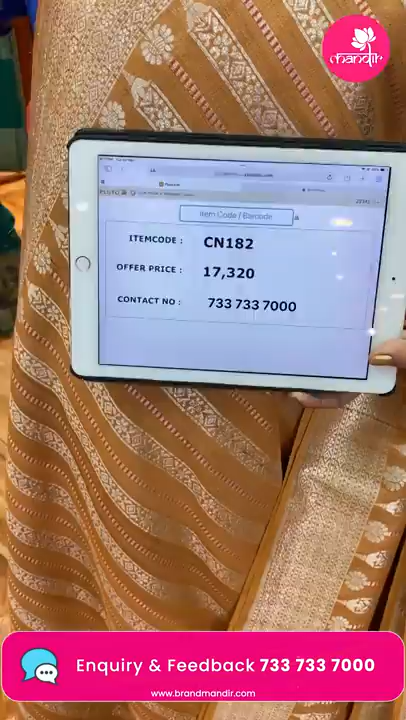 mandir
Item Code / Barcode
ITEMCODE : CN182
OFFER PRICE : 17,320
CONTACT NO : 733 733 7000
Enquiry & Feedback 733 733 7000
www.brandmandir.com